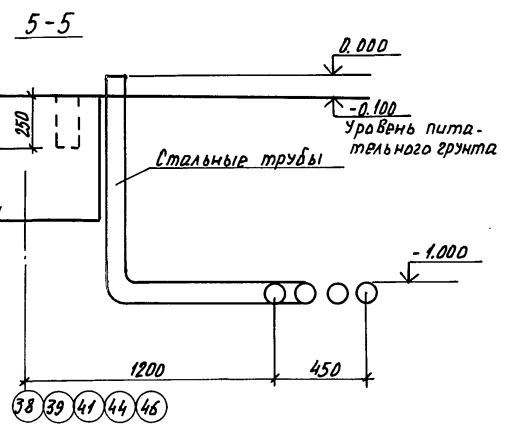 5-5
0.000
-0.100
Уровень пита-
тельного грунта
250
Стальные трубы
-1.000
1200
450
38 39 41 44 46